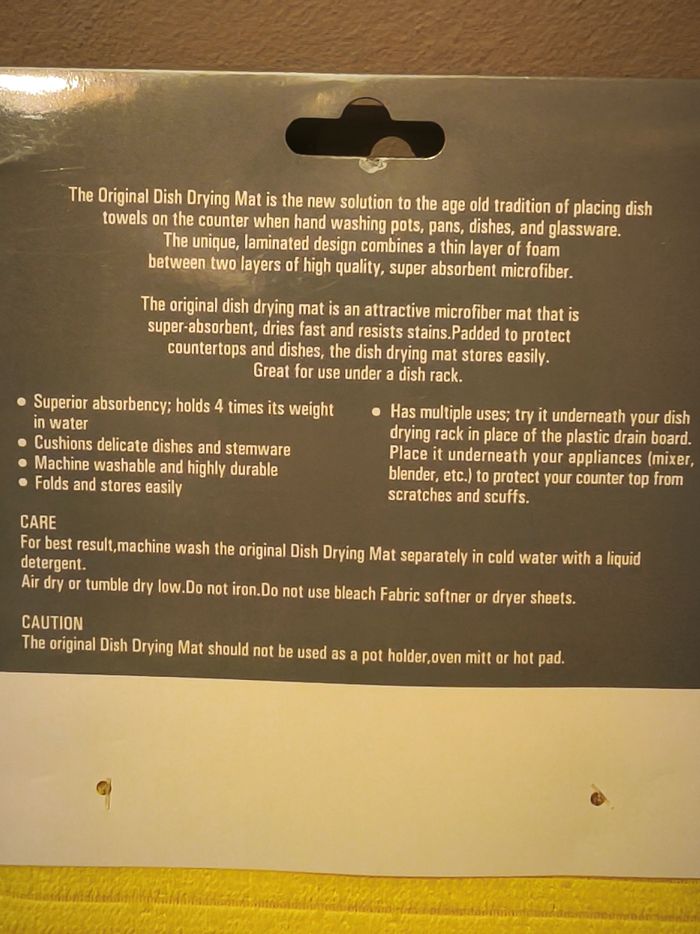 The Original Dish Drying Mat is the new solution to the age old tradition of placing dish
towels on the counter when hand washing pots, pans, dishes, and glassware.
The unique, laminated design combines a thin layer of foam
between two layers of high quality, super absorbent microfiber.
The original dish drying mat is an attractive microfiber mat that is
super-absorbent, dries fast and resists stains.Padded to protect
countertops and dishes, the dish drying mat stores easily.
Great for use under a dish rack.
• Superior absorbency; holds 4 times its weight
in water
• Cushions delicate dishes and stemware
• Machine washable and highly durable
• Folds and stores easily
• Has multiple uses; try it underneath your dish
drying rack in place of the plastic drain board.
Place it underneath your appliances (mixer,
blender, etc.) to protect your counter top from
scratches and scuffs.
CARE
For best result,machine wash the original Dish Drying Mat separately in cold water with a liquid
detergent.
Air dry or tumble dry low.Do not iron.Do not use bleach Fabric softner or dryer sheets.
CAUTION
The original Dish Drying Mat should not be used as a pot holder,oven mitt or hot pad.